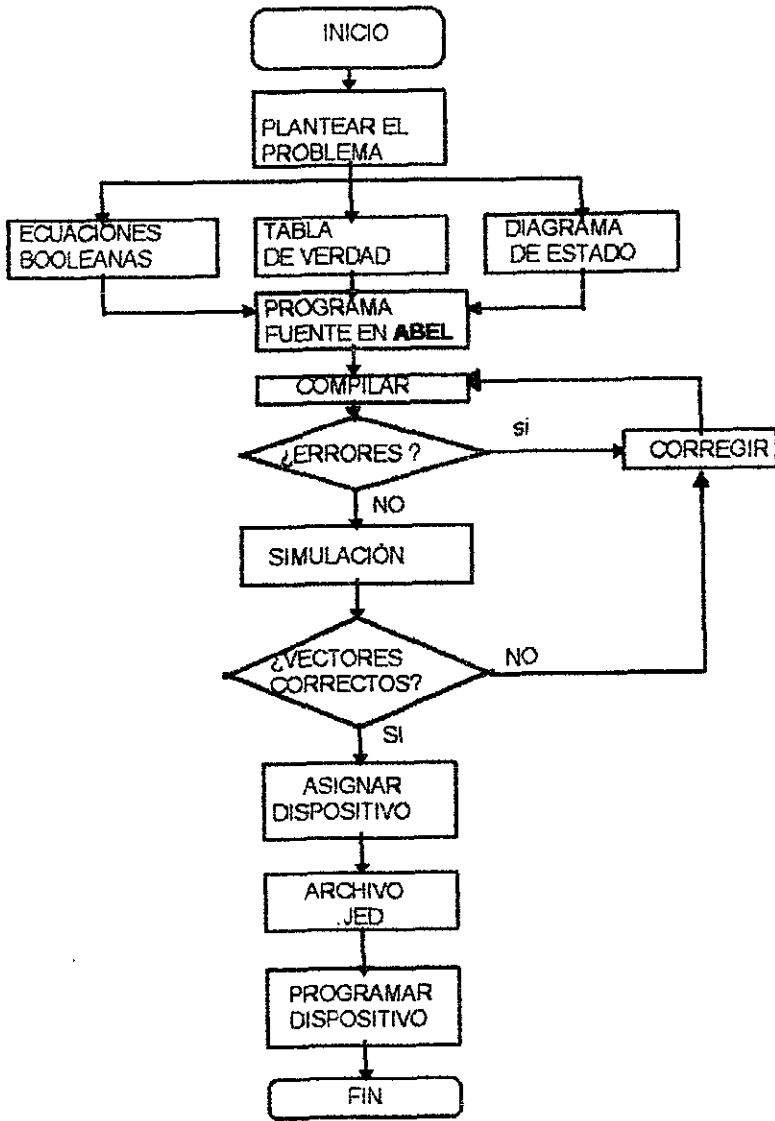 INICIO
PLANTEAR EL
PROBLEMA
ECUACIONES
BOOLEANAS
TABLA
DE VERDAD
DIAGRAMA
DE ESTADO
PROGRAMA
FUENTE EN ABEL
COMPILAR
¿ERRORES ?
si
CORREGIR
NO
SIMULACIÓN
¿VECTORES
CORRECTOS?
NO
SI
ASIGNAR
DISPOSITIVO
ARCHIVO
.JED
PROGRAMAR
DISPOSITIVO
FIN